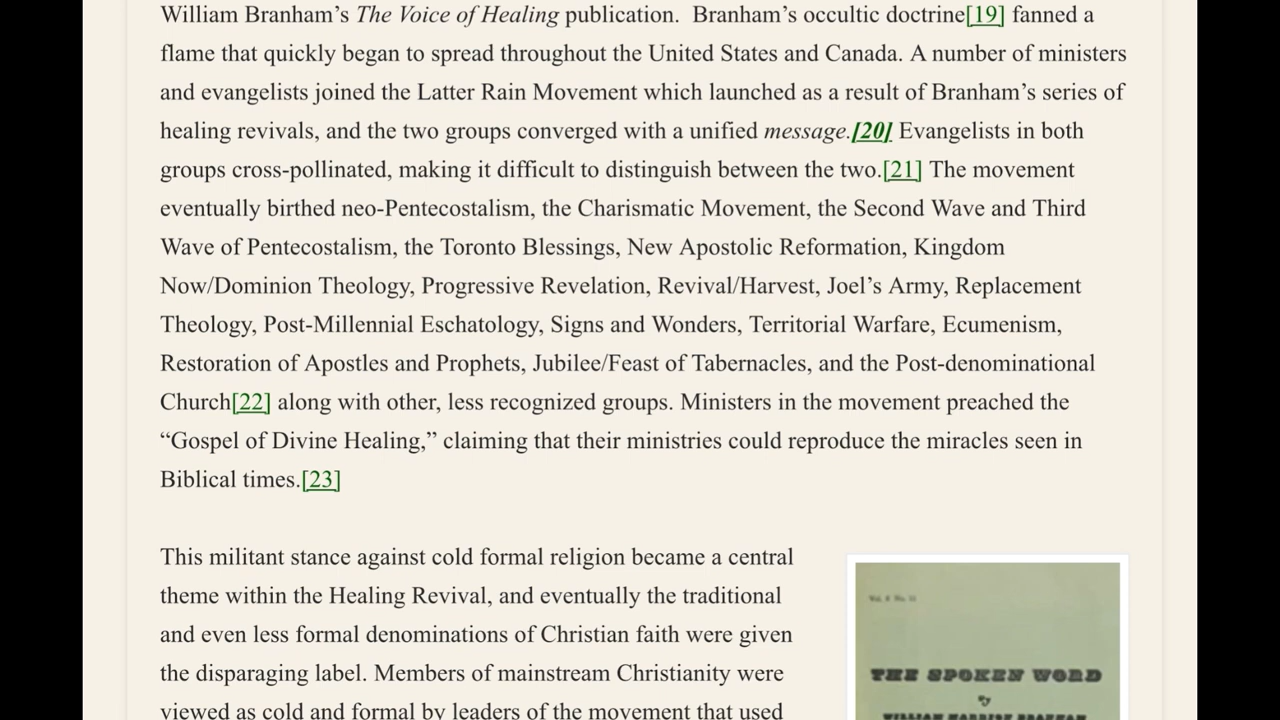 William Branham’s The Voice of Healing publication.  Branham’s occultic doctrine[19] fanned a
flame that quickly began to spread throughout the United States and Canada. A number of ministers
and evangelists joined the Latter Rain Movement which launched as a result of Branham’s series of
healing revivals, and the two groups converged with a unified message.[20] Evangelists in both
groups cross-pollinated, making it difficult to distinguish between the two.[21] The movement
eventually birthed neo-Pentecostalism, the Charismatic Movement, the Second Wave and Third
Wave of Pentecostalism, the Toronto Blessings, New Apostolic Reformation, Kingdom
Now/Dominion Theology, Progressive Revelation, Revival/Harvest, Joel’s Army, Replacement
Theology, Post-Millennial Eschatology, Signs and Wonders, Territorial Warfare, Ecumenism,
Restoration of Apostles and Prophets, Jubilee/Feast of Tabernacles, and the Post-denominational
Church[22] along with other, less recognized groups. Ministers in the movement preached the
“Gospel of Divine Healing,” claiming that their ministries could reproduce the miracles seen in
Biblical times.[23]
This militant stance against cold formal religion became a central
theme within the Healing Revival, and eventually the traditional
and even less formal denominations of Christian faith were given
the disparaging label. Members of mainstream Christianity were
viewed as cold and formal by leaders of the movement that used
THE SPOKEN WORD
by
WILLIAM MARRION BRANHAM